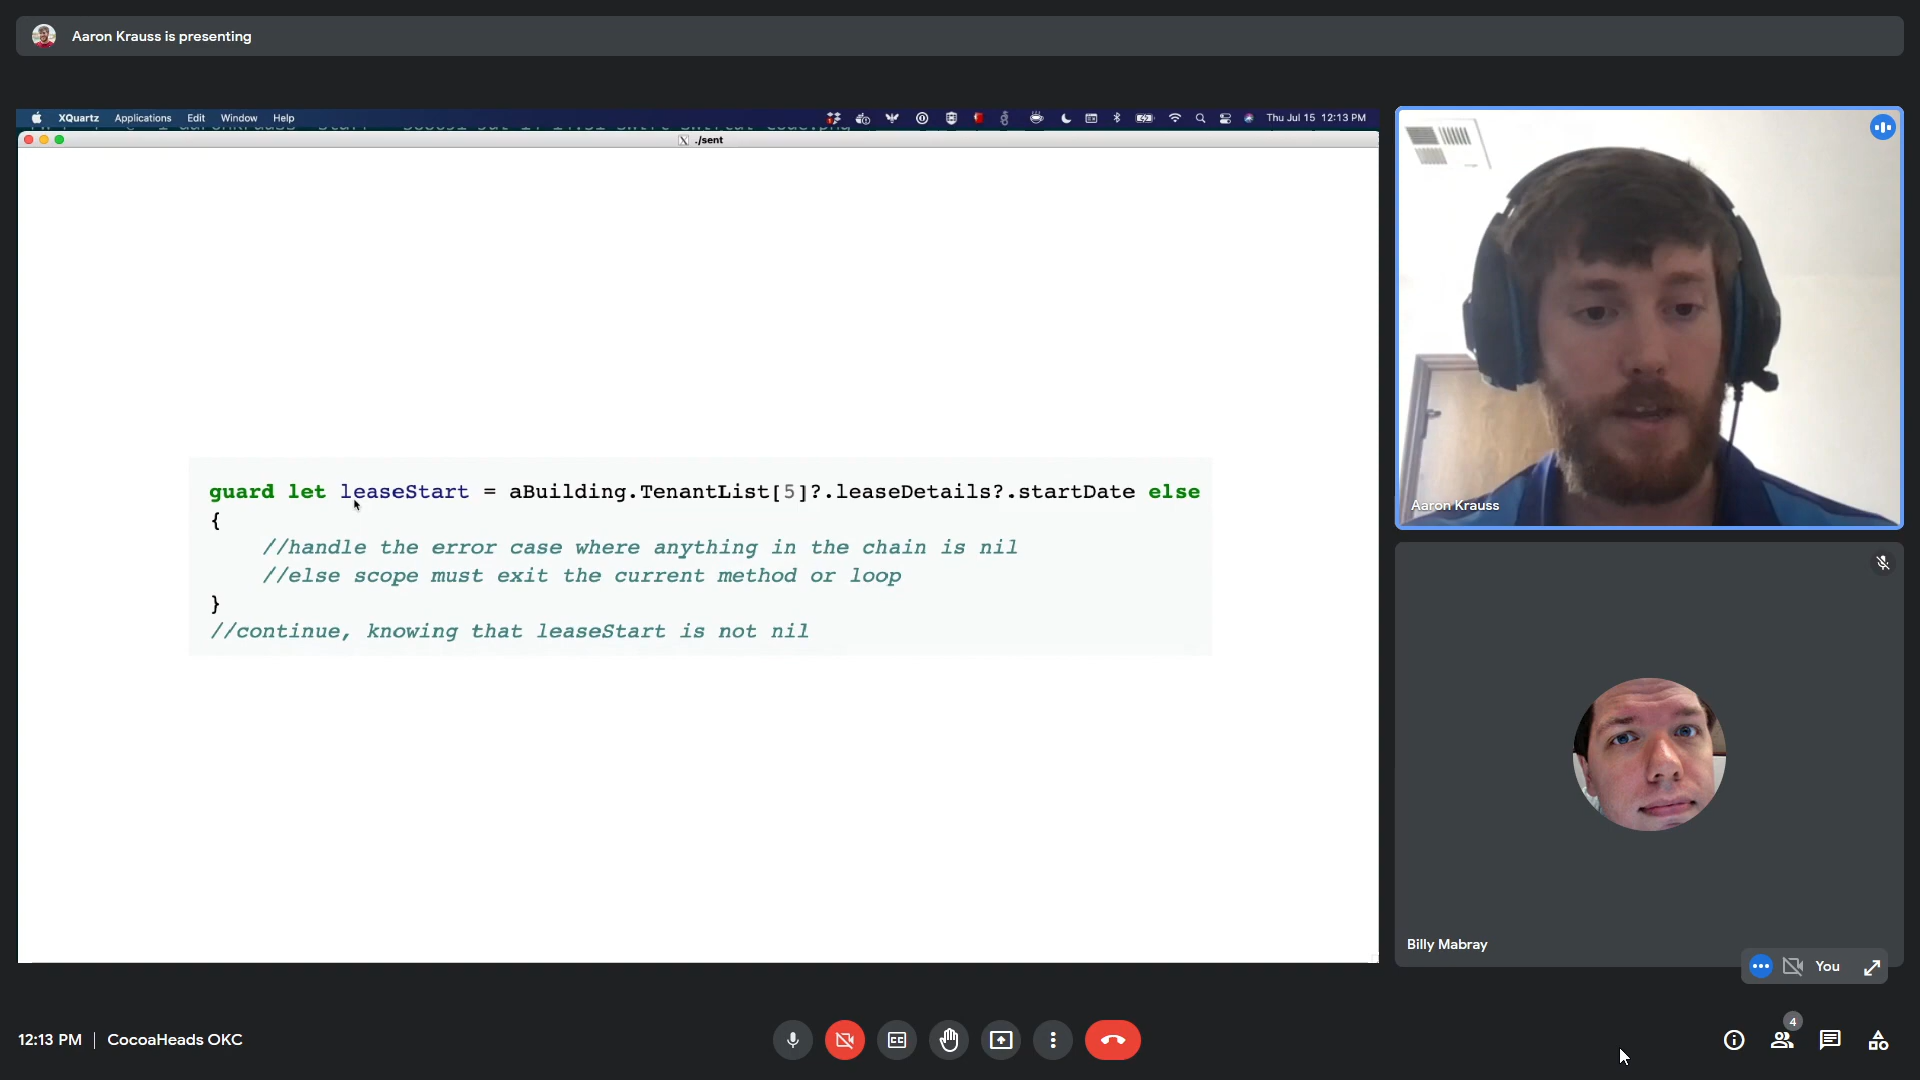 Aaron Krauss is presenting
XQuartz Applications Edit Window Help
Thu Jul 15 12:13 PM
./sent
guard let leaseStart = aBuilding.TenantList[5]?.leaseDetails?.startDate else
{
//handle the error case where anything in the chain is nil
//else scope must exit the current method or loop
}
//continue, knowing that leaseStart is not nil
Aaron Krauss
Billy Mabray
You
12:13 PM | CocoaHeads OKC
4